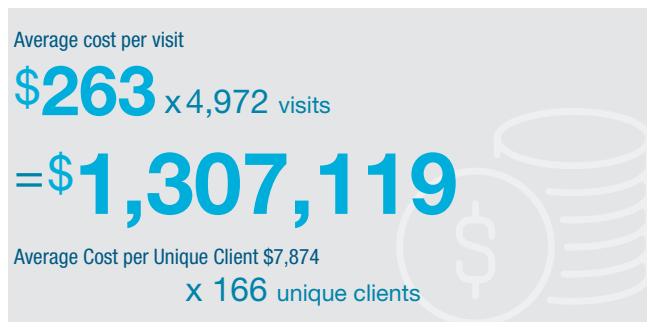 Average cost per visit
$263 x 4,972 visits
=$1,307,119
Average Cost per Unique Client $7,874
x 166 unique clients
$